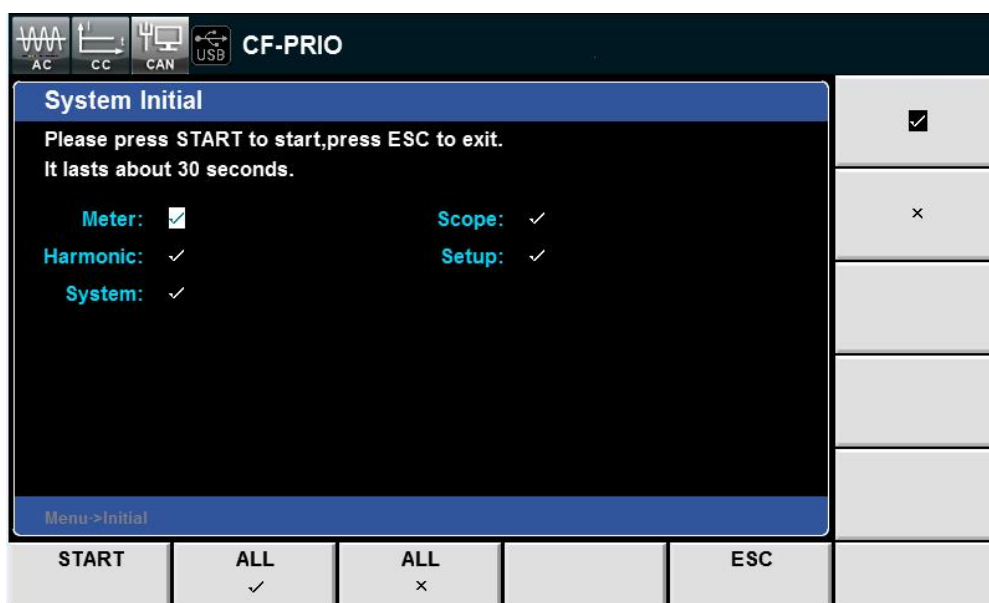 AC CC CAN USB CF-PRIO
System Initial
Please press START to start,press ESC to exit.
It lasts about 30 seconds.
Meter: ✓ Scope: ✓
Harmonic: ✓ Setup: ✓
System: ✓
Menu->Initial
✓
×
START ALL ALL ESC
✓ ×